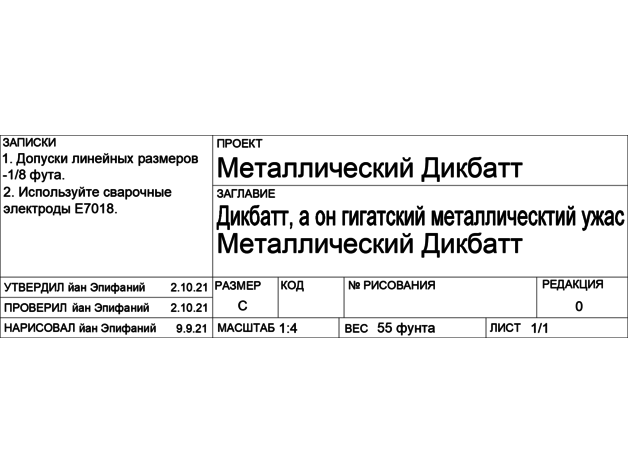 ЗАПИСКИ
1. Допуски линейных размеров
-1/8 фута.
2. Используйте сварочные
электроды E7018.
ПРОЕКТ
Металлический Дикбатт
ЗАГЛАВИЕ
Дикбатт, а он гигатский металлическтий ужас
Металлический Дикбатт
УТВЕРДИЛ йан Эпифаний 2.10.21
ПРОВЕРИЛ йан Эпифаний 2.10.21
НАРИСОВАЛ йан Эпифаний 9.9.21
РАЗМЕР КОД № РИСОВАНИЯ РЕДАКЦИЯ
С 0
МАСШТАБ 1:4 ВЕС 55 фунта ЛИСТ 1/1